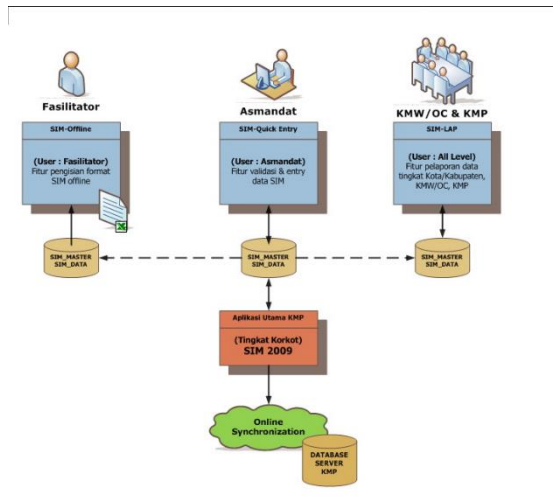 Fasilitator
Asmandat
KMW/OC & KMP
SIM-Offline
(User : Fasilitator)
Fitur pengisian format
SIM offline
SIM-Quick Entry
(User : Asmandat)
Fitur validasi & entry
data SIM
SIM-LAP
(User : All Level)
Fitur pelaporan data
tingkat Kota/Kabupaten,
KMW/OC, KMP
SIM_MASTER
SIM_DATA
SIM_MASTER
SIM_DATA
SIM_MASTER
SIM_DATA
Aplikasi Utama KMP
(Tingkat Korkot)
SIM 2009
Online
Synchronization
DATABASE
SERVER
KMP